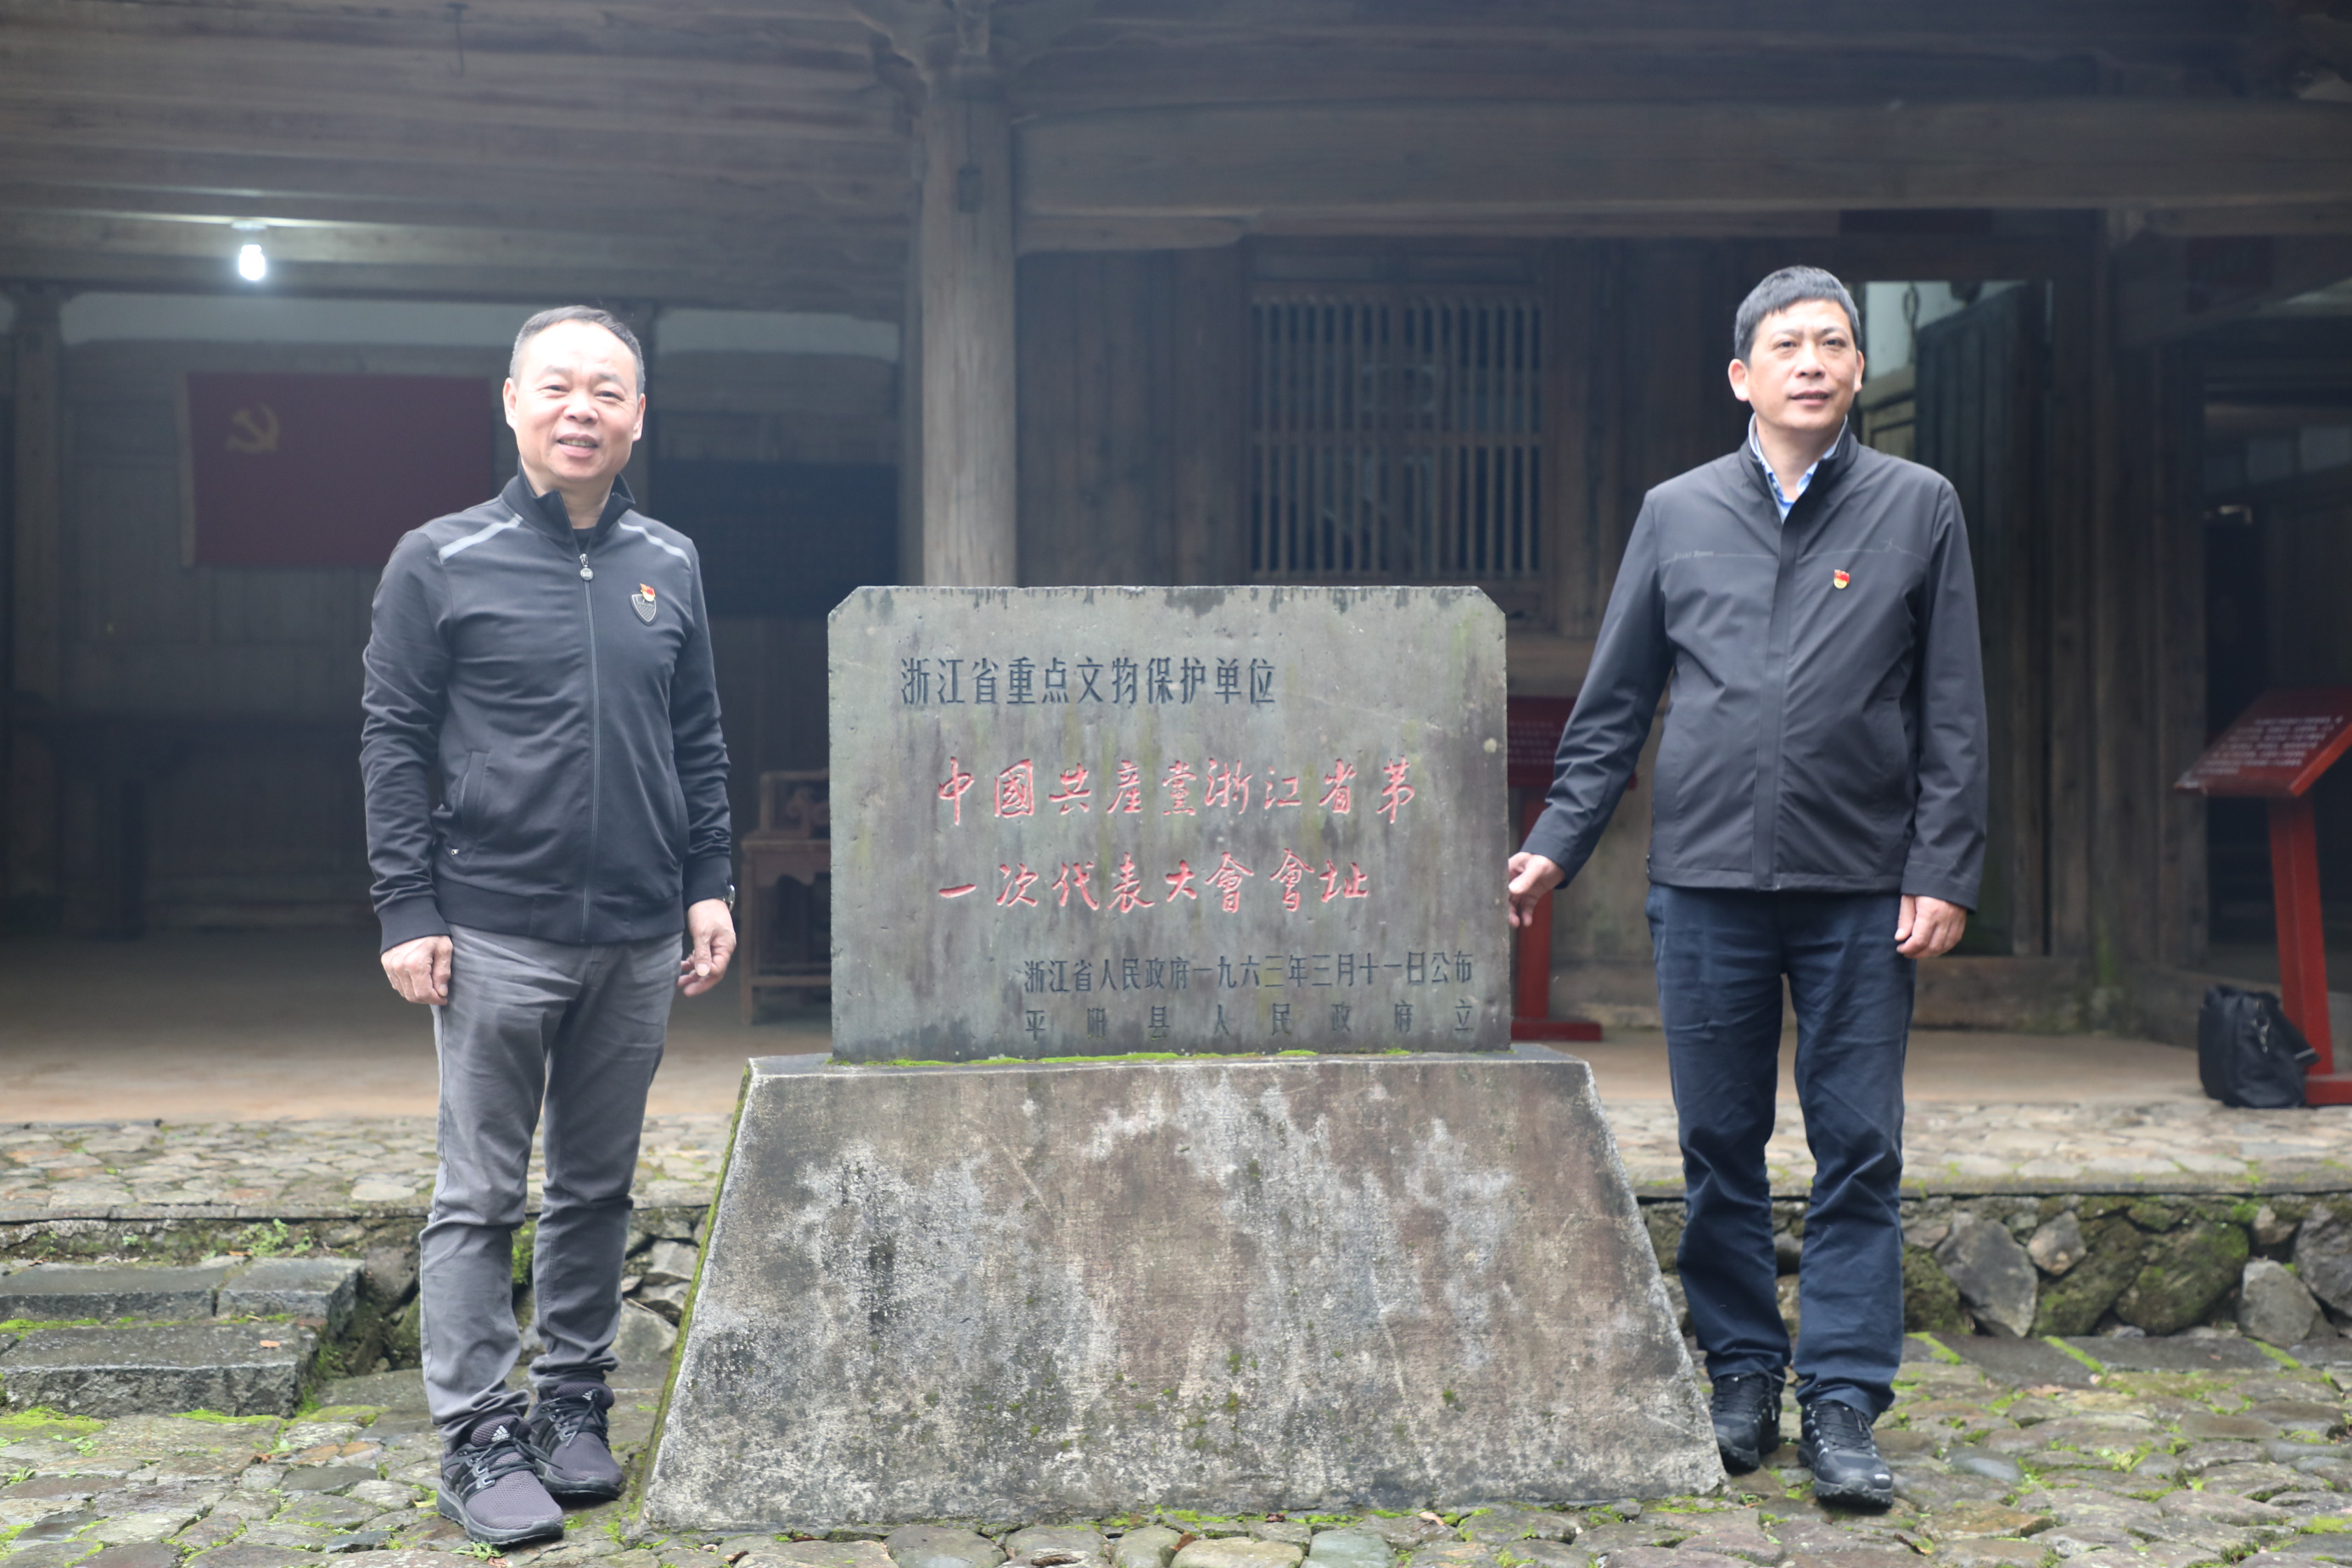 浙江省重点文物保护单位
中國共産黨浙江省第
一次代表大會會址
浙江省人民政府一九六三年三月十一日公布
平阳县人民政府立